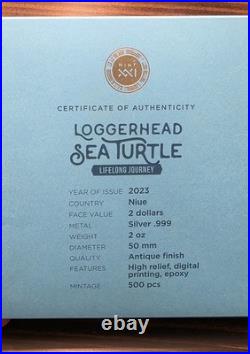 MINT
XXI
CERTIFICATE OF AUTHENTICITY
LOGGERHEAD
SEA TURTLE
LIFELONG JOURNEY
YEAR OF ISSUE 2023
COUNTRY Niue
FACE VALUE 2 dollars
METAL Silver .999
WEIGHT 2 oz
DIAMETER 50 mm
QUALITY Antique finish
FEATURES High relief, digital
printing, epoxy
MINTAGE 500 pcs